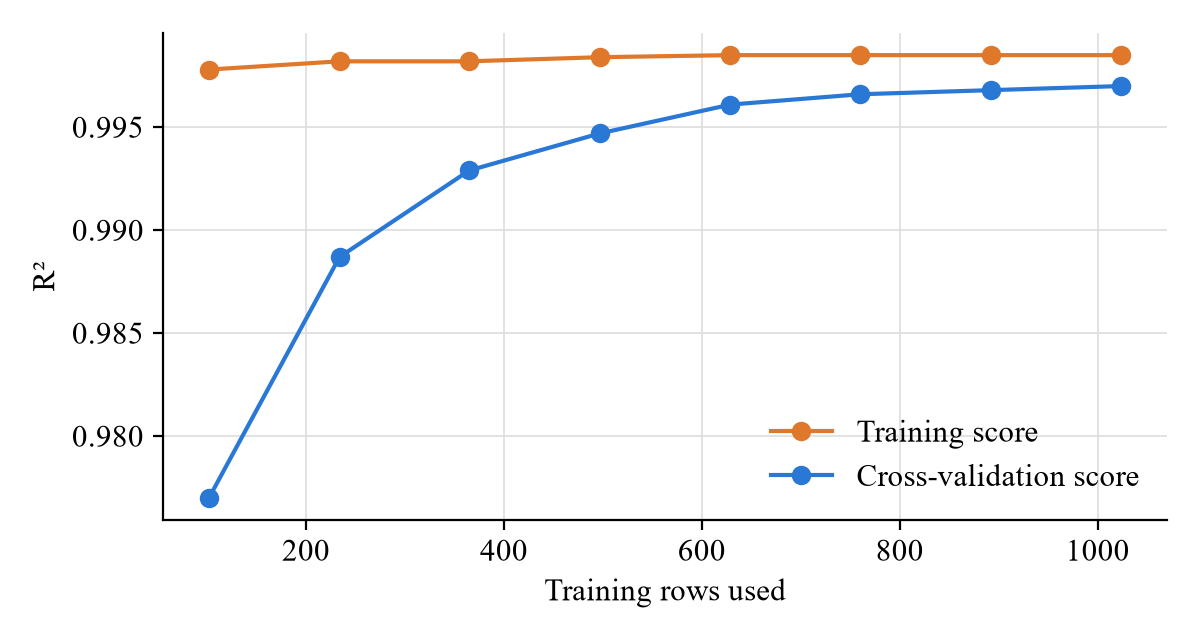 0.995
0.990
0.985
0.980
R²
Training score
Cross-validation score
200 400 600 800 1000
Training rows used